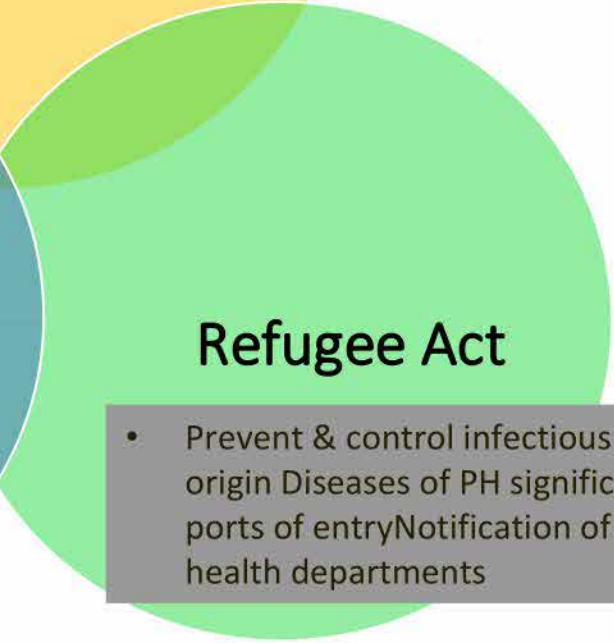 Refugee Act
• Prevent & control infectious
origin Diseases of PH signific
ports of entryNotification of
health departments